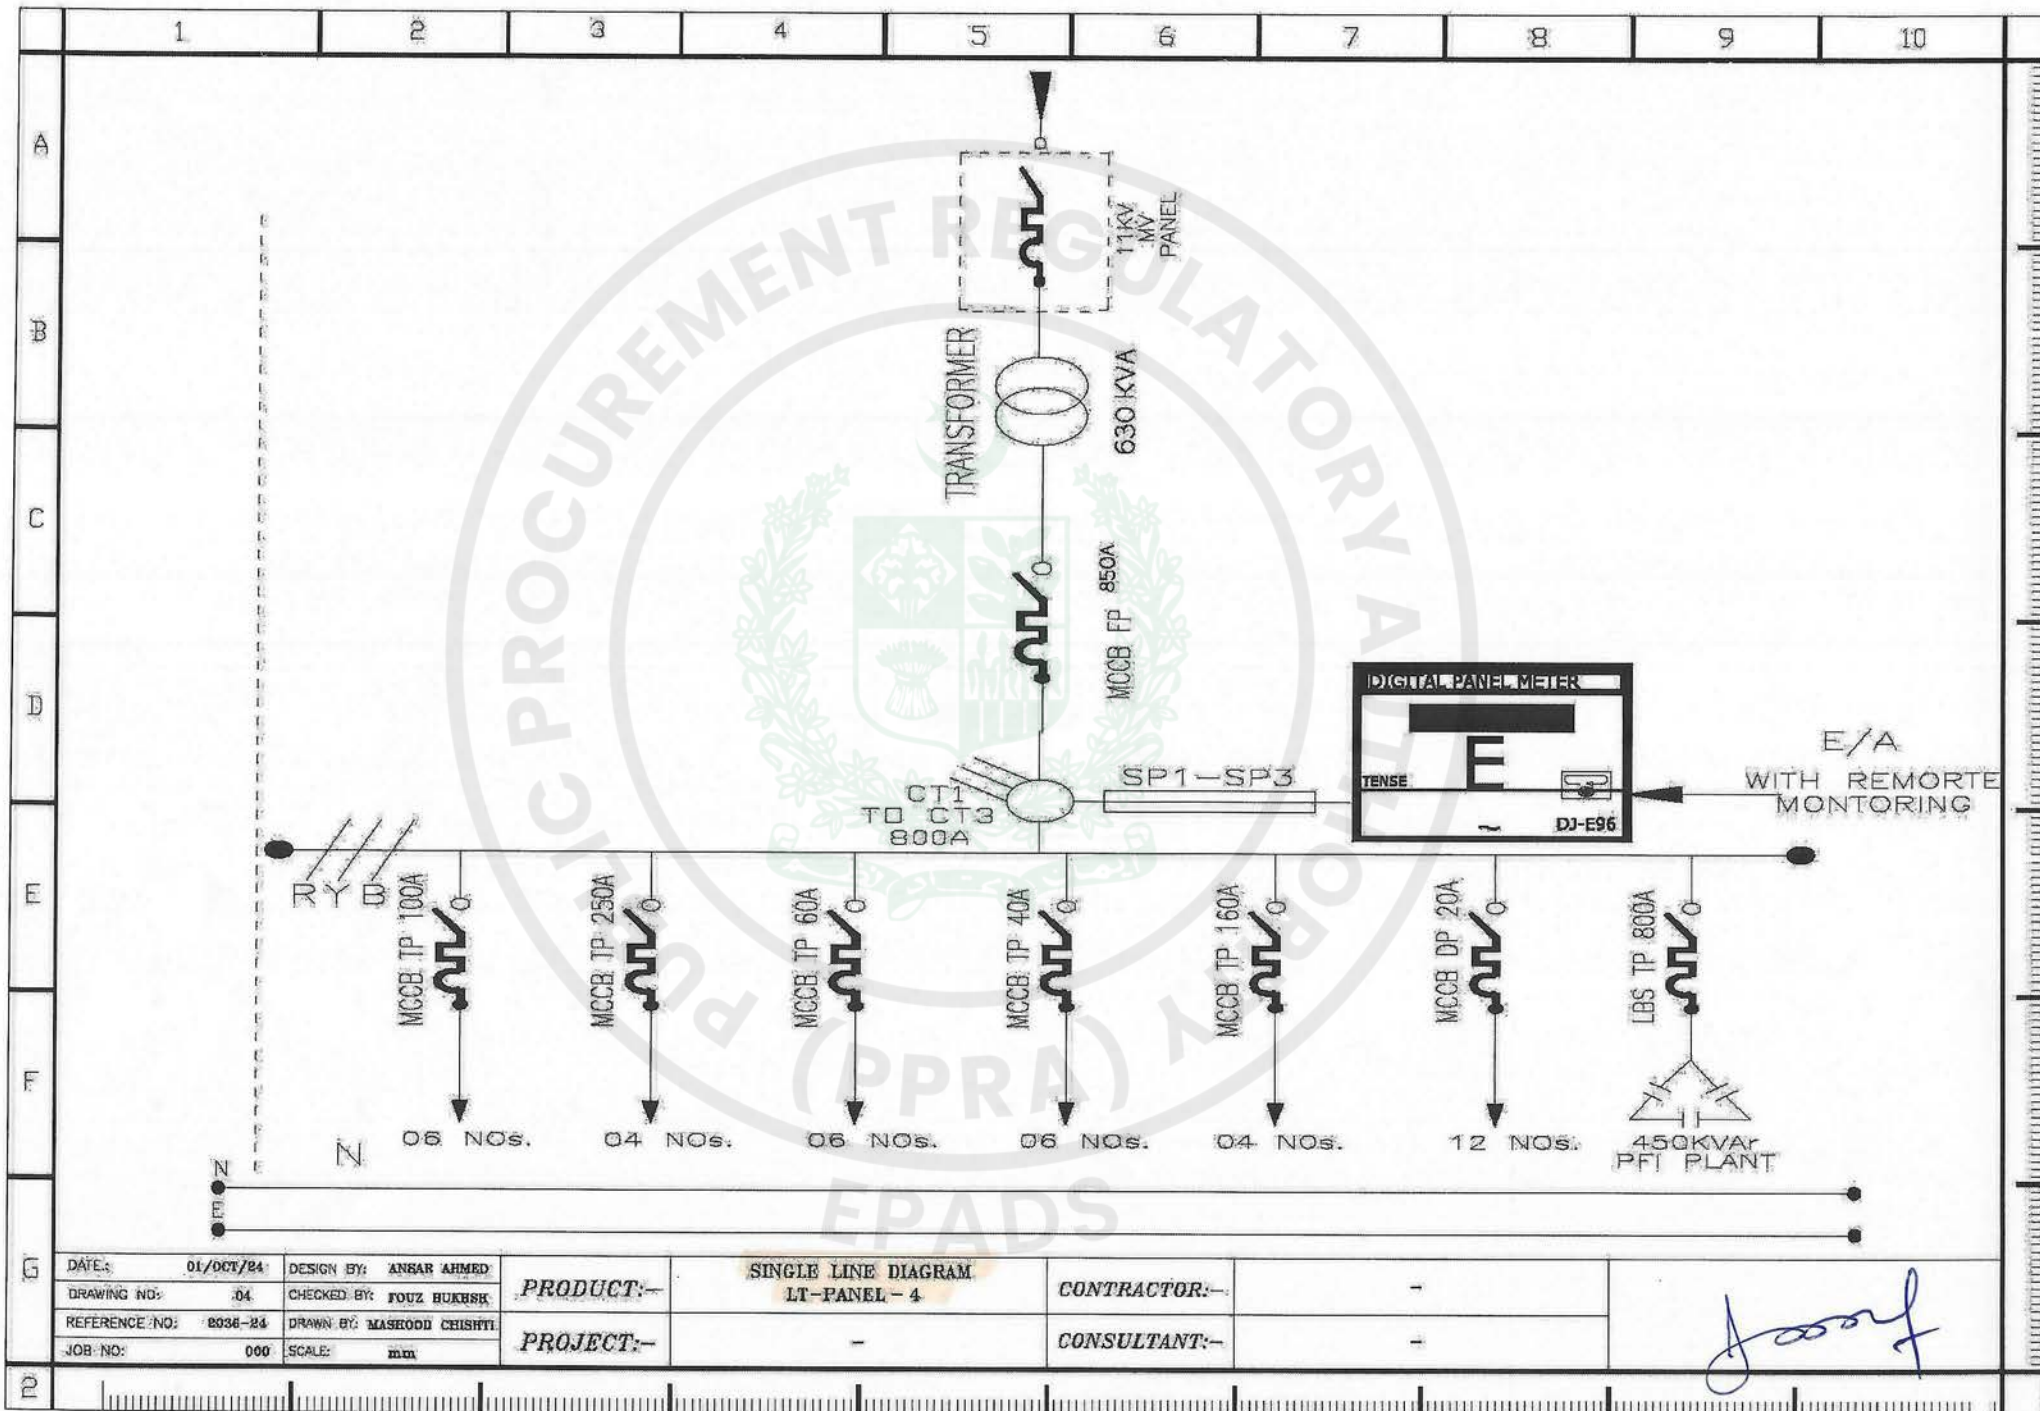 1 2 3 4 5 6 7 8 9 10
A
B
C
D
E
F
G
2
PUBLIC PROCUREMENT REGULATORY AUTHORITY
(PPRA)
EPADS
11KV
MV
PANEL
TRANSFORMER
630 KVA
MCCB FP 850A
DIGITAL PANEL METER
E
TENSE
~
DJ-E96
E/A
WITH REMORTE
MONTORING
SP1-SP3
CT1
TO CT3
800A
R Y B
MCCB TP 100A
MCCB TP 250A
MCCB TP 60A
MCCB TP 40A
MCCB TP 160A
MCCB DP 20A
LBS TP 800A
N
06 NOs.
04 NOs.
06 NOs.
06 NOs.
04 NOs.
12 NOs.
450KVAr
PFI PLANT
N
E
DATE: 01/OCT/24
DESIGN BY: ANSAR AHMED
DRAWING NO: 04
CHECKED BY: FOUZ BUKHSH
REFERENCE NO: 2036-24
DRAWN BY: MASHOOD CHISHTI
JOB NO: 000
SCALE: mm
PRODUCT:-
SINGLE LINE DIAGRAM
LT-PANEL - 4
PROJECT:- -
CONTRACTOR:- -
CONSULTANT:- -